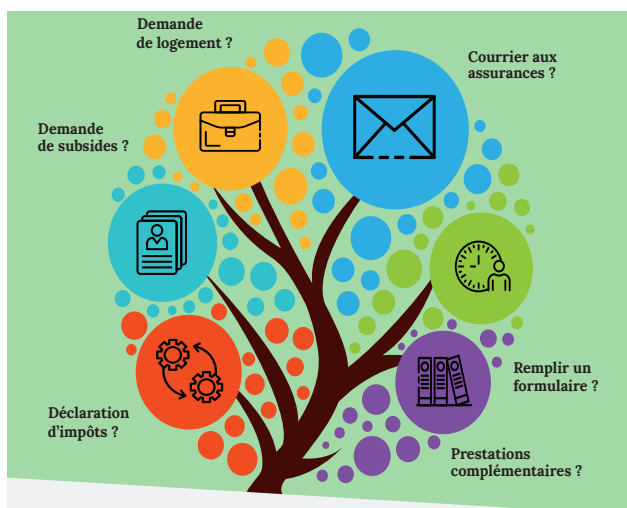 Demande
de logement ?
Courrier aux
assurances ?
Demande
de subsides ?
Remplir un
formulaire ?
Déclaration
d’impôts ?
Prestations
complémentaires ?